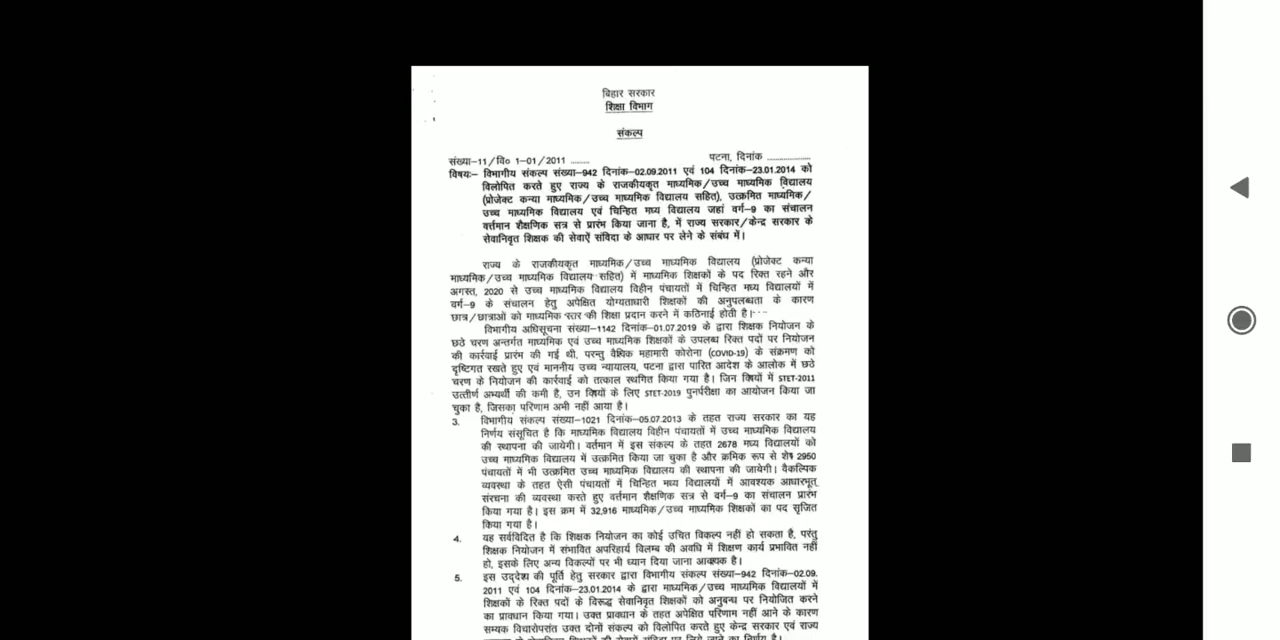 बिहार सरकार
शिक्षा विभाग
संकल्प
संख्या-11/वि० 1-01/2011 .........
पटना, दिनांक .....................
विषयः- विभागीय संकल्प संख्या-942 दिनांक-02.09.2011 एवं 104 दिनांक-23.01.2014 को
विलोपित करते हुए राज्य के राजकीयकृत माध्यमिक/उच्च माध्यमिक विद्यालय
(प्रोजेक्ट कन्या माध्यमिक/उच्च माध्यमिक विद्यालय सहित), उत्क्रमित माध्यमिक/
उच्च माध्यमिक विद्यालय एवं चिन्हित मध्य विद्यालय जहां वर्ग-9 का संचालन
वर्त्तमान शैक्षणिक सत्र से प्रारंभ किया जाना है, में राज्य सरकार/केन्द्र सरकार के
सेवानिवृत शिक्षक की सेवाऐं संविदा के आधार पर लेने के संबंध में।
राज्य के राजकीयकृत माध्यमिक/उच्च माध्यमिक विद्यालय (प्रोजेक्ट कन्या
माध्यमिक/उच्च माध्यमिक विद्यालय सहित) में माध्यमिक शिक्षकों के पद रिक्त रहने और
अगस्त, 2020 से उच्च माध्यमिक विद्यालय विहीन पंचायतों में चिन्हित मध्य विद्यालयों में
वर्ग-9 के संचालन हेतु अपेक्षित योग्यताधारी शिक्षकों की अनुपलब्धता के कारण
छात्र/छात्राओं को माध्यमिक स्तर की शिक्षा प्रदान करने में कठिनाई होती है।
विभागीय अधिसूचना संख्या-1142 दिनांक-01.07.2019 के द्वारा शिक्षक नियोजन के
छठे चरण अन्तर्गत माध्यमिक एवं उच्च माध्यमिक शिक्षकों के उपलब्ध रिक्त पदों पर नियोजन
की कार्रवाई प्रारंभ की गई थी, परन्तु वैश्विक महामारी कोरोना (COVID-19) के संक्रमण को
दृष्टिगत रखते हुए एवं माननीय उच्च न्यायालय, पटना द्वारा पारित आदेश के आलोक में छठे
चरण के नियोजन की कार्रवाई को तत्काल स्थगित किया गया है। जिन विषयों में STET-2011
उत्तीर्ण अभ्यर्थी की कमी है, उन विषयों के लिए STET-2019 पुनर्परीक्षा का आयोजन किया जा
चुका है, जिसका परिणाम अभी नहीं आया है।
3. विभागीय संकल्प संख्या-1021 दिनांक-05.07.2013 के तहत राज्य सरकार का यह
निर्णय संसूचित है कि माध्यमिक विद्यालय विहीन पंचायतों में उच्च माध्यमिक विद्यालय
की स्थापना की जायेगी। वर्तमान में इस संकल्प के तहत 2678 मध्य विद्यालयों को
उच्च माध्यमिक विद्यालय में उत्क्रमित किया जा चुका है और क्रमिक रूप से शेष 2950
पंचायतों में भी उत्क्रमित उच्च माध्यमिक विद्यालय की स्थापना की जायेगी। वैकल्पिक
व्यवस्था के तहत ऐसी पंचायतों में चिन्हित मध्य विद्यालयों में आवश्यक आधारभूत
संरचना की व्यवस्था करते हुए वर्त्तमान शैक्षणिक सत्र से वर्ग-9 का संचालन प्रारंभ
किया गया है। इस क्रम में 32,916 माध्यमिक/उच्च माध्यमिक शिक्षकों का पद सृजित
किया गया है।
4. यह सर्वविदित है कि शिक्षक नियोजन का कोई उचित विकल्प नहीं हो सकता है, परंतु
शिक्षक नियोजन में संभावित अपरिहार्य विलम्ब की अवधि में शिक्षण कार्य प्रभावित नहीं
हो, इसके लिए अन्य विकल्पों पर भी ध्यान दिया जाना आवश्यक है।
5. इस उद्देश्य की पूर्ति हेतु सरकार द्वारा विभागीय संकल्प संख्या-942 दिनांक-02.09.
2011 एवं 104 दिनांक-23.01.2014 के द्वारा माध्यमिक/उच्च माध्यमिक विद्यालयों में
शिक्षकों के रिक्त पदों के विरूद्ध सेवानिवृत शिक्षकों को अनुबन्ध पर नियोजित करने
का प्रावधान किया गया। उक्त प्रावधान के तहत अपेक्षित परिणाम नहीं आने के कारण
सम्यक विचारोपरांत उक्त दोनों संकल्प को विलोपित करते हुए केन्द्र सरकार एवं राज्य